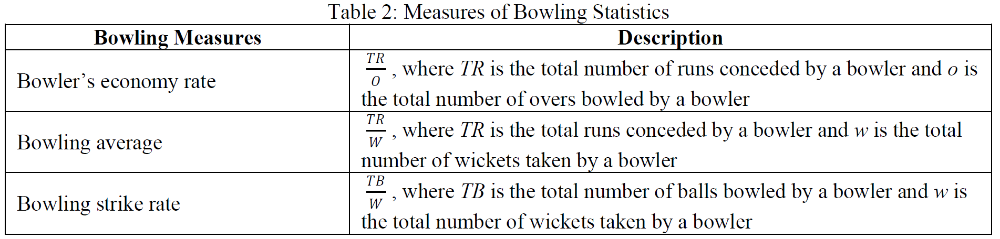 Table 2: Measures of Bowling Statistics
Bowling Measures Description
Bowler’s economy rate
TR/O , where TR is the total number of runs conceded by a bowler and o is
the total number of overs bowled by a bowler
Bowling average
TR/W , where TR is the total runs conceded by a bowler and w is the total
number of wickets taken by a bowler
Bowling strike rate
TB/W , where TB is the total number of balls bowled by a bowler and w is
the total number of wickets taken by a bowler